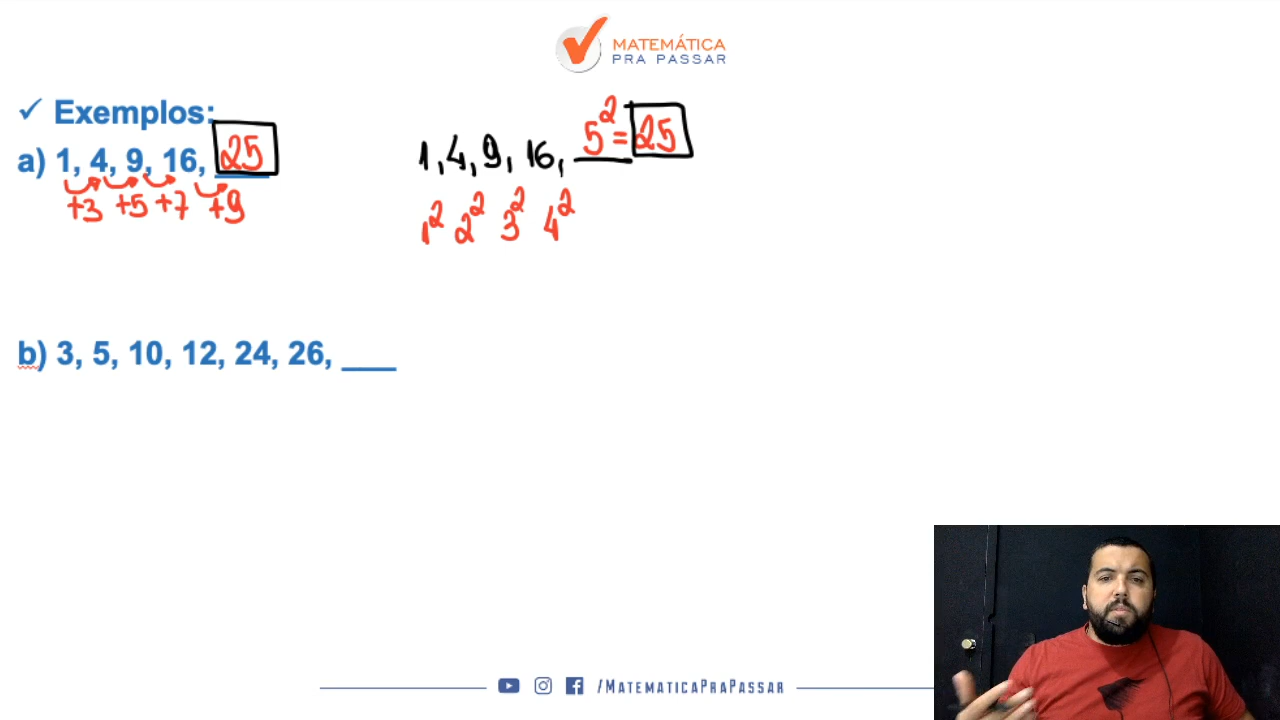 MATEMÁTICA
PRA PASSAR
✓ Exemplos:
a) 1, 4, 9, 16, 25
+3 +5 +7 +9
1, 4, 9, 16, 5² = 25
1² 2² 3² 4²
b) 3, 5, 10, 12, 24, 26, ___
/MATEMATICAPRAPASSAR